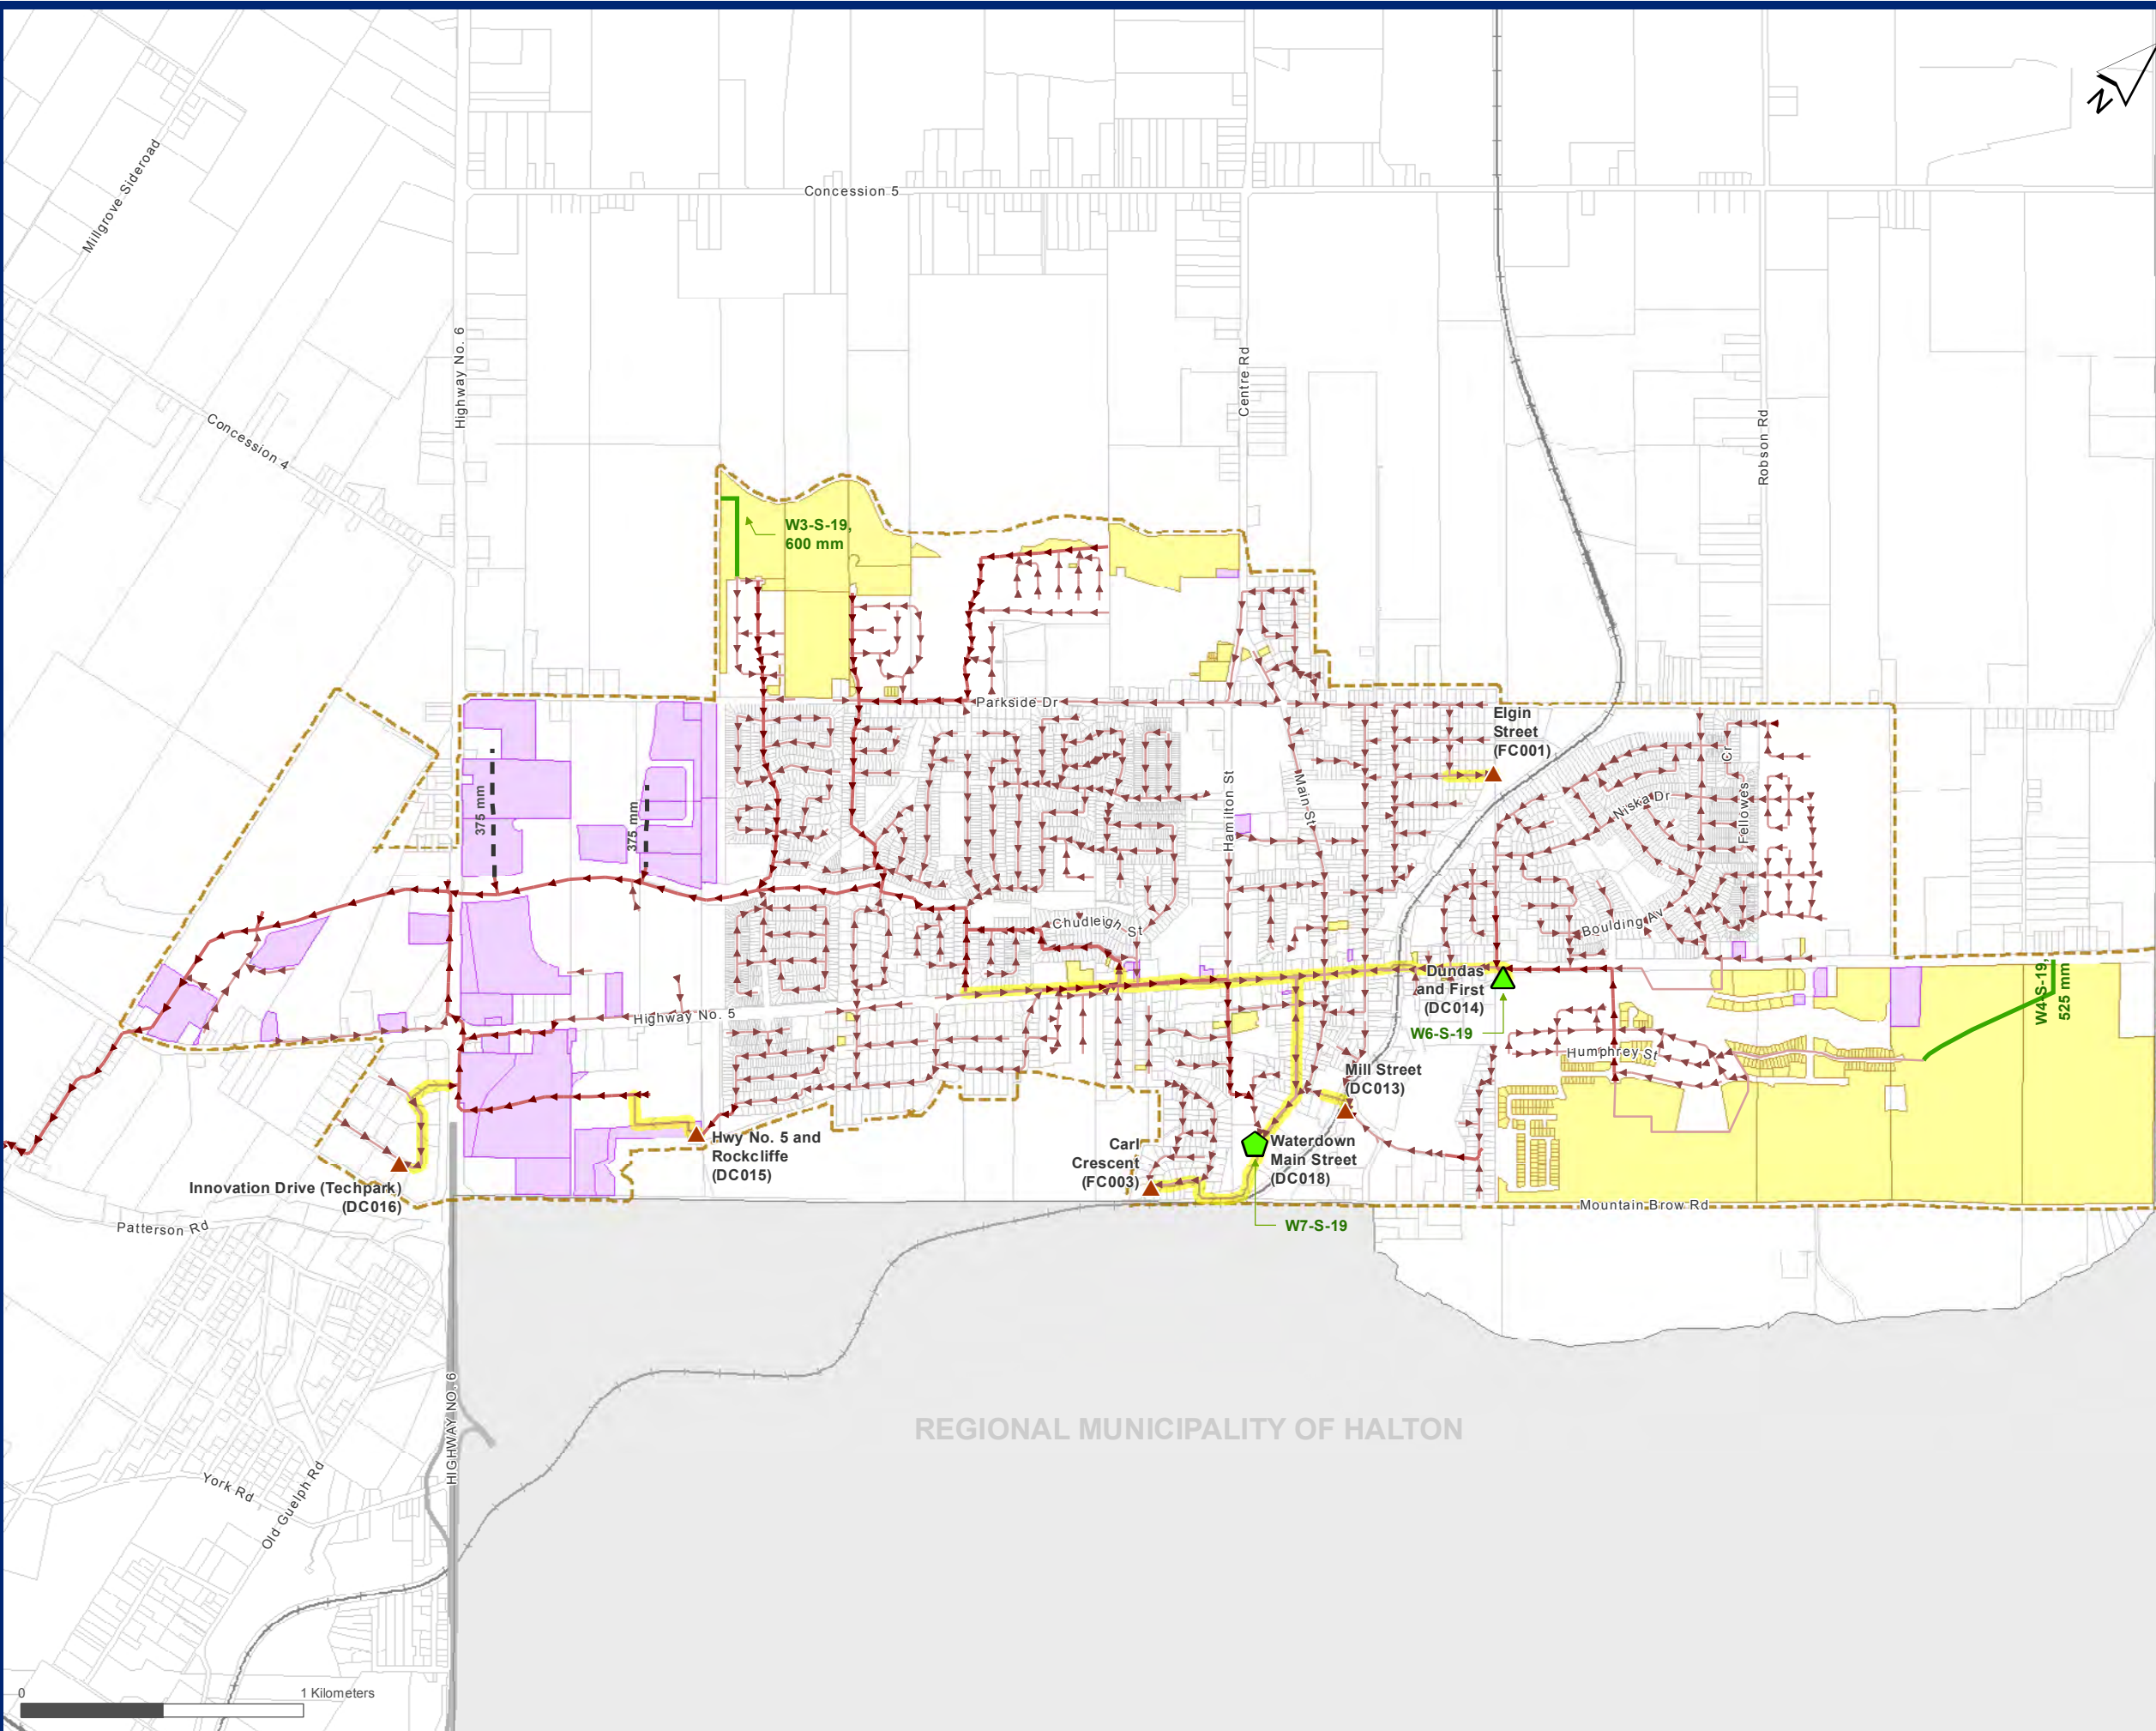 N
Millgrove Sideroad
Concession 5
Highway No. 6
Centre Rd
Concession 4
Robson Rd
W3-S-19,
600 mm
Parkside Dr
Elgin
Street
(FC001)
375 mm
375 mm
Hamilton St
Main St
Niska Dr
Fellowes Cr
Chudleigh St
Boulding Av
Dundas
and First
(DC014)
W4-S-19,
525 mm
Highway No. 5
W6-S-19
Humphrey St
Mill Street
(DC013)
Hwy No. 5 and
Rockcliffe
(DC015)
Carl
Crescent
(FC003)
Waterdown
Main Street
(DC018)
Innovation Drive (Techpark)
(DC016)
Patterson Rd
Mountain Brow Rd
W7-S-19
HIGHWAY NO. 6
REGIONAL MUNICIPALITY OF HALTON
York Rd
Old Guelph Rd
0
1 Kilometers